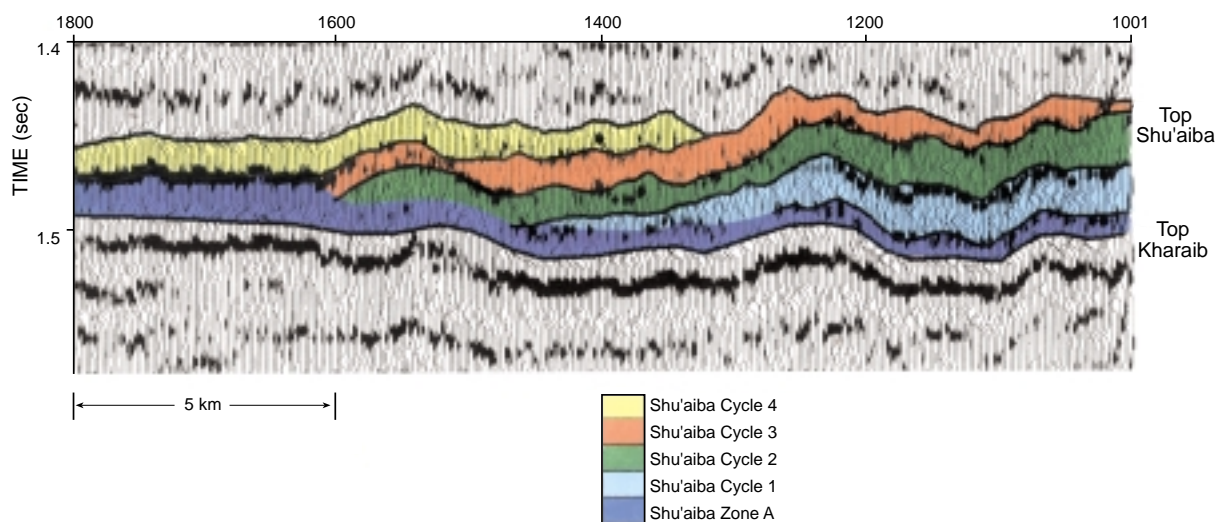 1800 1600 1400 1200 1001
1.4
TIME (sec)
1.5
Top
Shu'aiba
Top
Kharaib
5 km
Shu'aiba Cycle 4
Shu'aiba Cycle 3
Shu'aiba Cycle 2
Shu'aiba Cycle 1
Shu'aiba Zone A